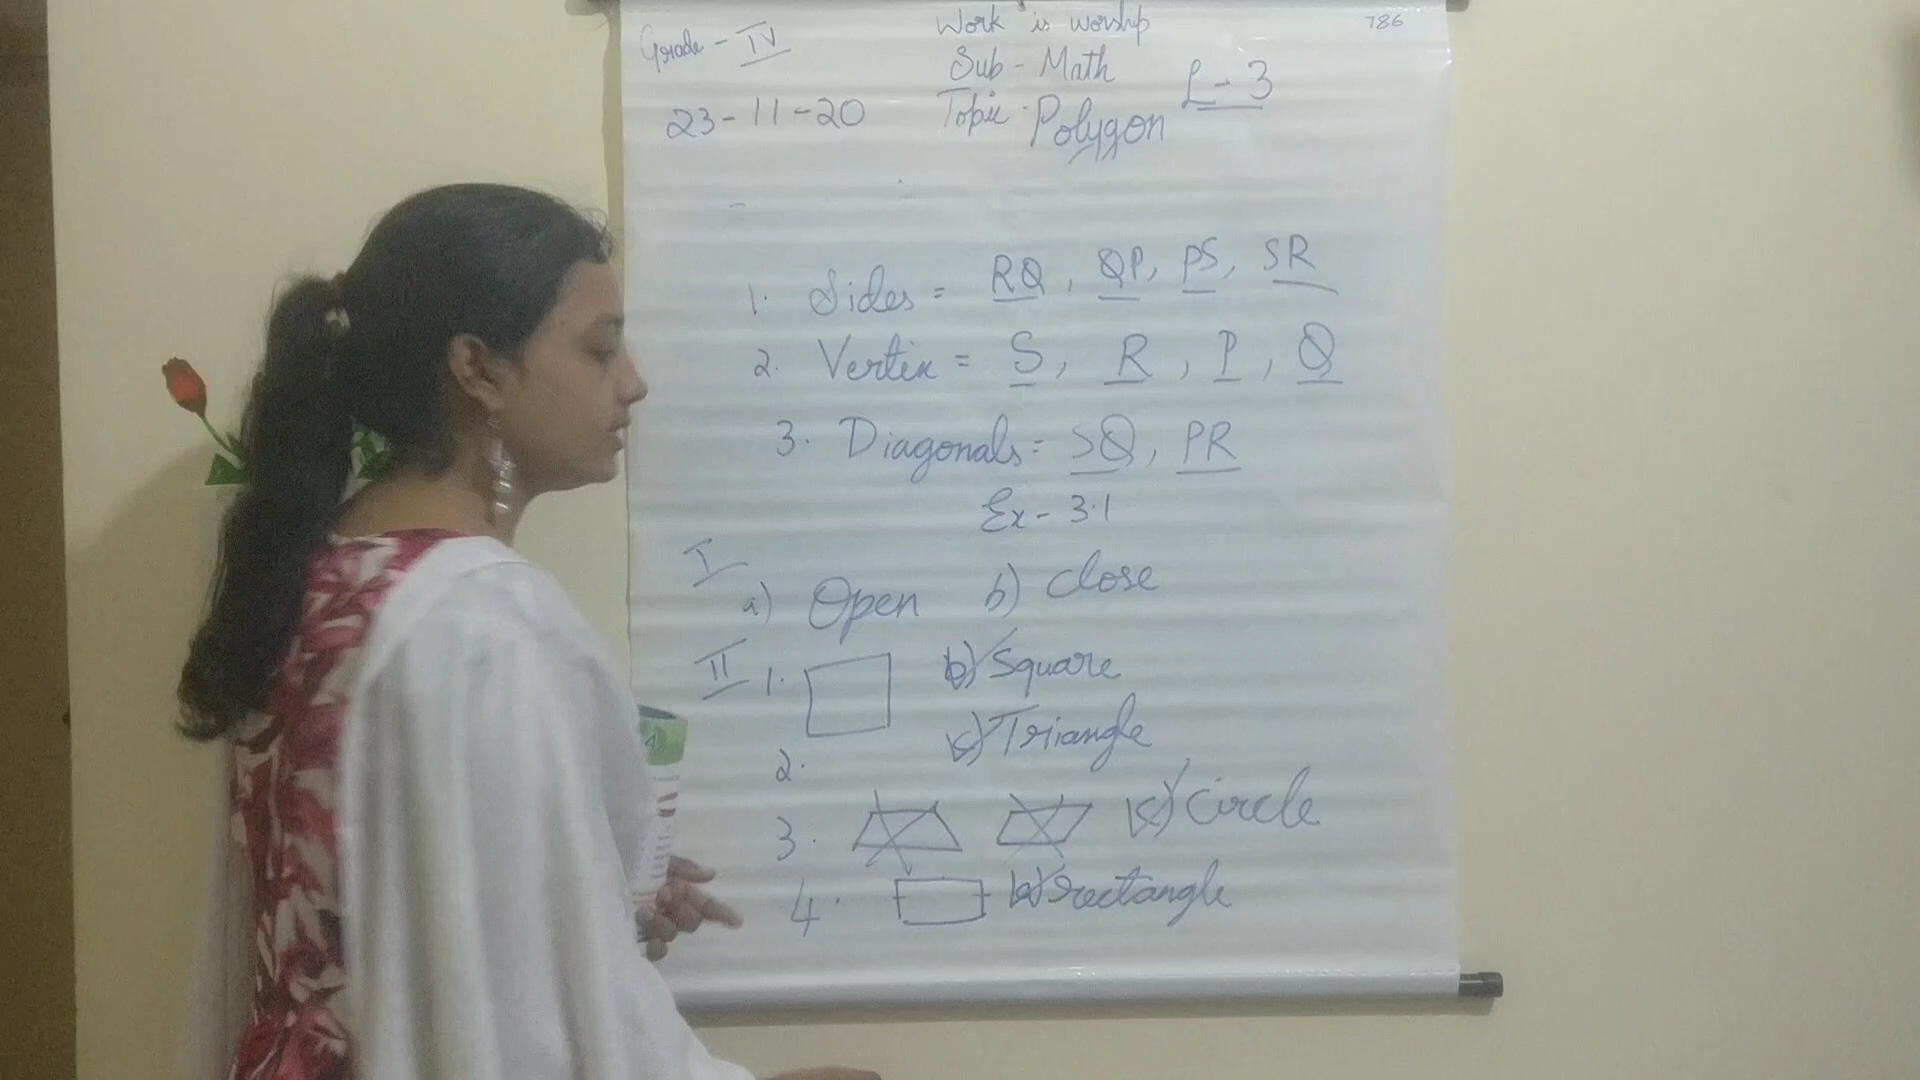 Work is worship 786
Grade - IV
Sub - Math
L - 3
23-11-20 Topic - Polygon
1. Sides = RQ, QP, PS, SR
2. Vertex = S, R, P, Q
3. Diagonals = SQ, PR
Ex - 3.1
I
a) Open b) Close
II 1. b) Square
2. c) Triangle
3. c) Circle
4. b) rectangle
4